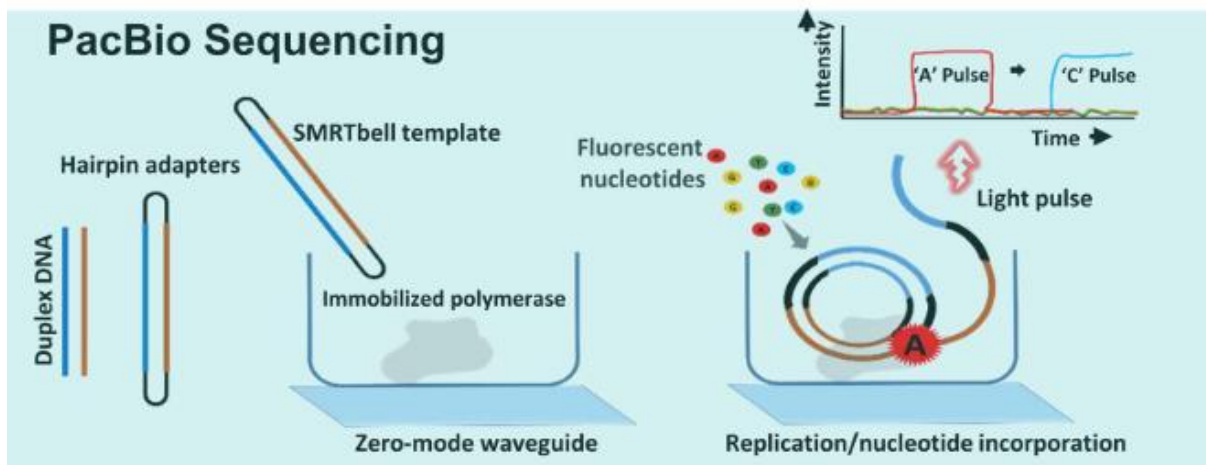 PacBio Sequencing
Duplex DNA
Hairpin adapters
SMRTbell template
Immobilized polymerase
Zero-mode waveguide
Fluorescent
nucleotides
A
T
C
G
A
G
G
T
C
A
A
Replication/nucleotide incorporation
Light pulse
Intensity
'A' Pulse
'C' Pulse
Time